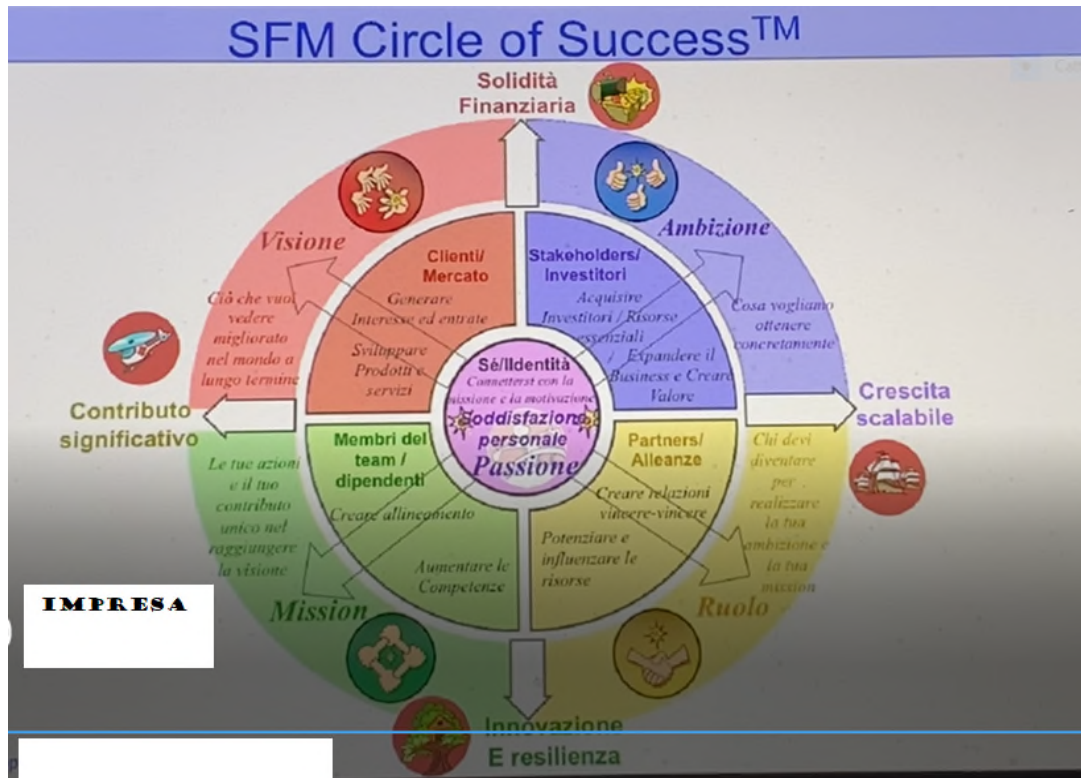 SFM Circle of Success™
Solidità
Finanziaria
Visione
Ciò che vuoi
vedere
migliorato
nel mondo a
lungo termine
Clienti/
Mercato
Generare
Interesse ed entrate
Sviluppare
Prodotti e
servizi
Stakeholders/
Investitori
Acquisire
Investitori / Risorse
essenziali
/ Expandere il
Business e Creare
Valore
Ambizione
Cosa vogliamo
ottenere
concretamente
Contributo
significativo
Crescita
scalabile
Sé/IIdentità
Connettersi con la
missione e la motivazione
Soddisfazione
personale
Passione
Membri del
team /
dipendenti
Creare allineamento
Aumentare le
Competenze
Le tue azioni
e il tuo
contributo
unico nel
raggiungere
la visione
Mission
Partners/
Alleanze
Creare relazioni
vincere-vincere
Potenziare e
influenzare le
risorse
Chi devi
diventare
per
realizzare
la tua
ambizione e
la tua
mission
Ruolo
IMPRESA
Innovazione
E resilienza